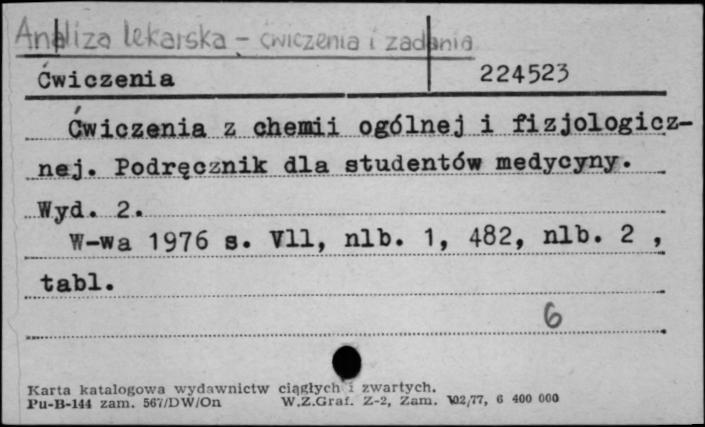 Analiza lekarska - ćwiczenia i zadania
Ćwiczenia 224523
Ćwiczenia z chemii ogólnej i fizjologicz-
nej. Podręcznik dla studentów medycyny.
Wyd. 2.
W-wa 1976 s. Vll, nlb. 1, 482, nlb. 2 ,
tabl.
6
Karta katalogowa wydawnictw ciągłych i zwartych.
Pu-B-144 zam. 567/DW/On W.Z.Graf. Z-2, Zam. 102/77, 6 400 000